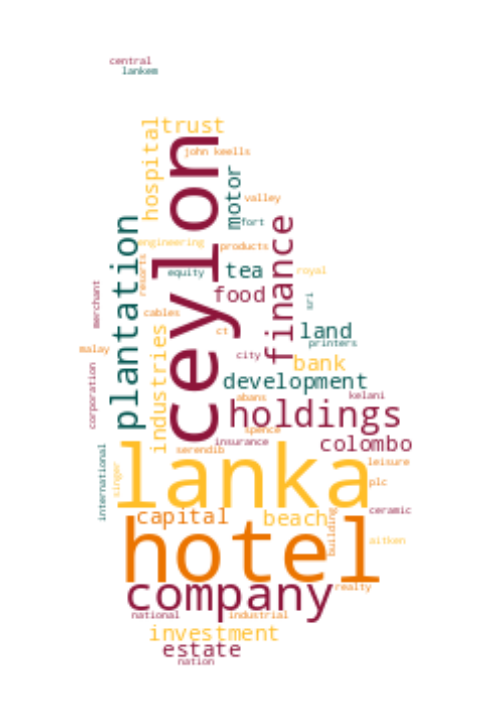 central
lankem
trust
hospital
ceylon
john keells
motor
valley
fort
plantation
finance
engineering
products
resorts
equity
tea
royal
merchant
food
sri
cables
industries
ct
land
printers
malay
city
bank
corporation
development
abans
kelani
holdings
spence
insurance
colombo
international
lanka
serendib
singer
leisure
plc
capital
beach
building
ceramic
hotel
aitken
company
realty
national
industrial
investment
estate
nation